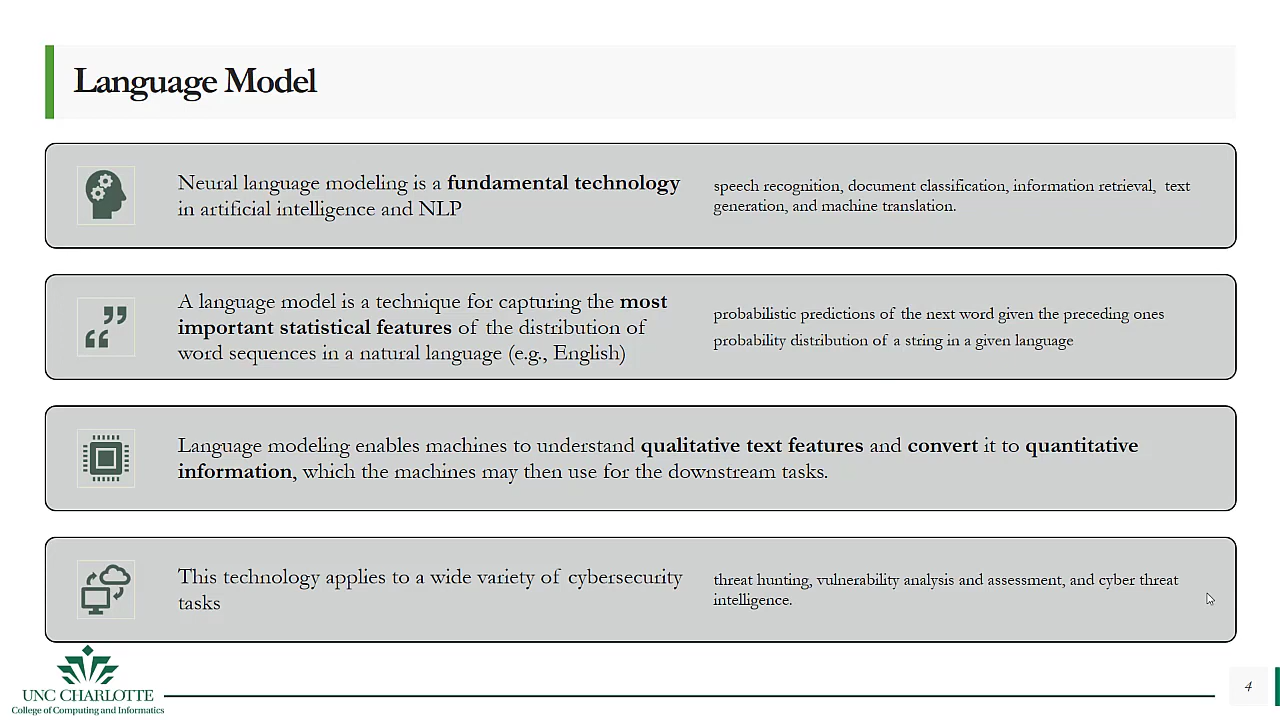 Language Model
Neural language modeling is a fundamental technology
in artificial intelligence and NLP
speech recognition, document classification, information retrieval, text
generation, and machine translation.
A language model is a technique for capturing the most
important statistical features of the distribution of
word sequences in a natural language (e.g., English)
probabilistic predictions of the next word given the preceding ones
probability distribution of a string in a given language
Language modeling enables machines to understand qualitative text features and convert it to quantitative
information, which the machines may then use for the downstream tasks.
This technology applies to a wide variety of cybersecurity
tasks
threat hunting, vulnerability analysis and assessment, and cyber threat
intelligence.
UNC CHARLOTTE
College of Computing and Informatics
4